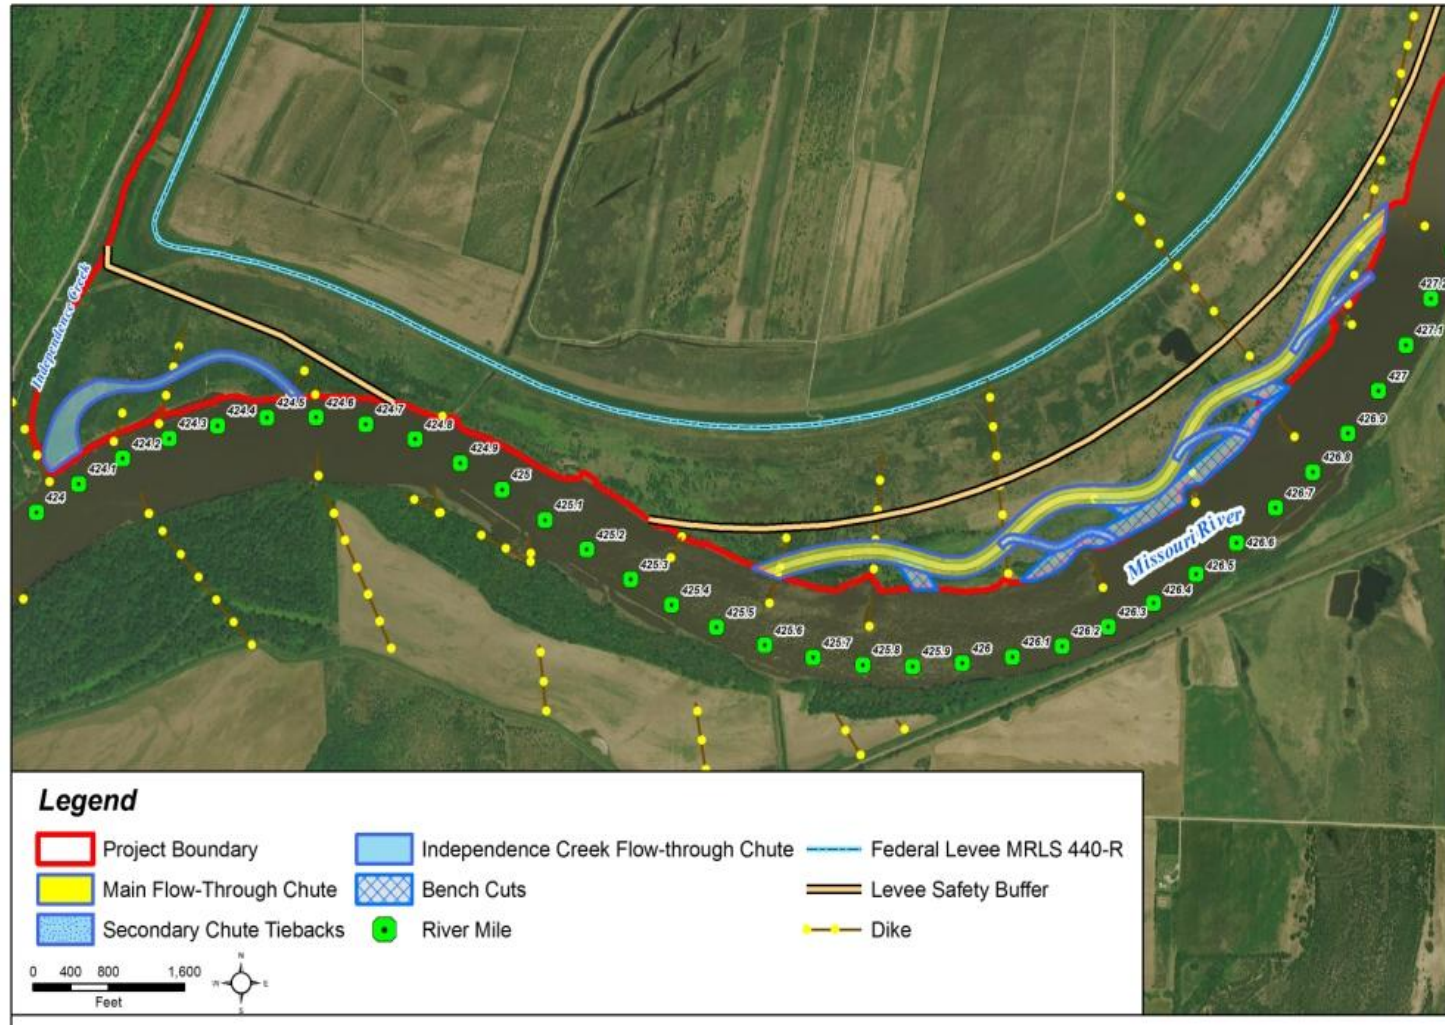 Independence Creek
424
424.1
424.2
424.3
424.4
424.5
424.6
424.7
424.8
424.9
425
425.1
425.2
425.3
425.4
425.5
425.6
425.7
425.8
425.9
426
426.1
426.2
426.3
426.4
426.5
426.6
426.7
426.8
426.9
427
427.1
Missouri River
Legend
Project Boundary
Main Flow-Through Chute
Secondary Chute Tiebacks
Independence Creek Flow-through Chute
Bench Cuts
River Mile
Federal Levee MRLS 440-R
Levee Safety Buffer
Dike
0 400 800 1,600
Feet
N
W E
S